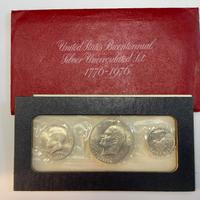 United States Bicentennial
Silver Uncirculated Set
1776-1976